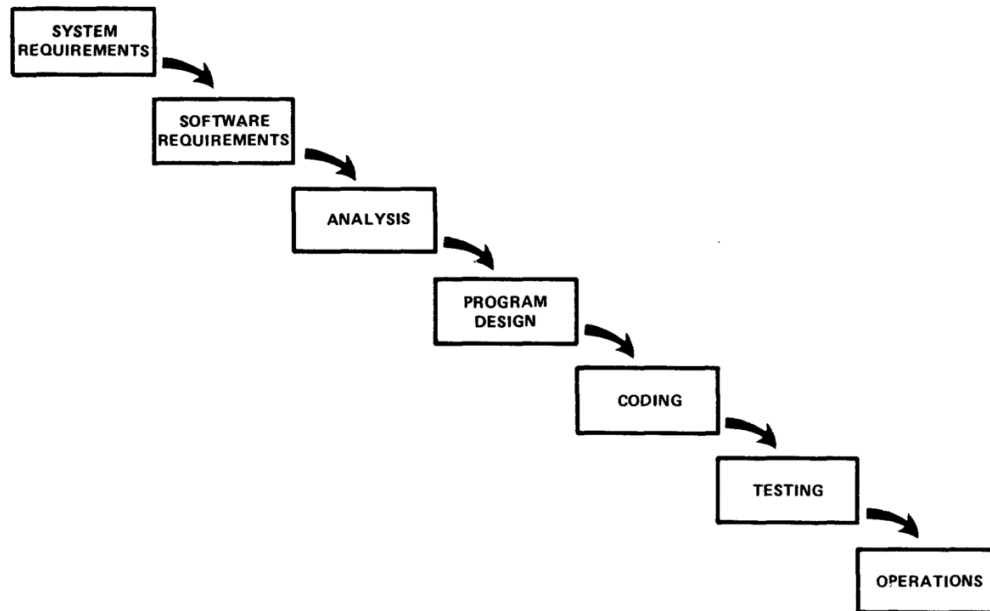 SYSTEM
REQUIREMENTS
SOFTWARE
REQUIREMENTS
ANALYSIS
PROGRAM
DESIGN
CODING
TESTING
OPERATIONS